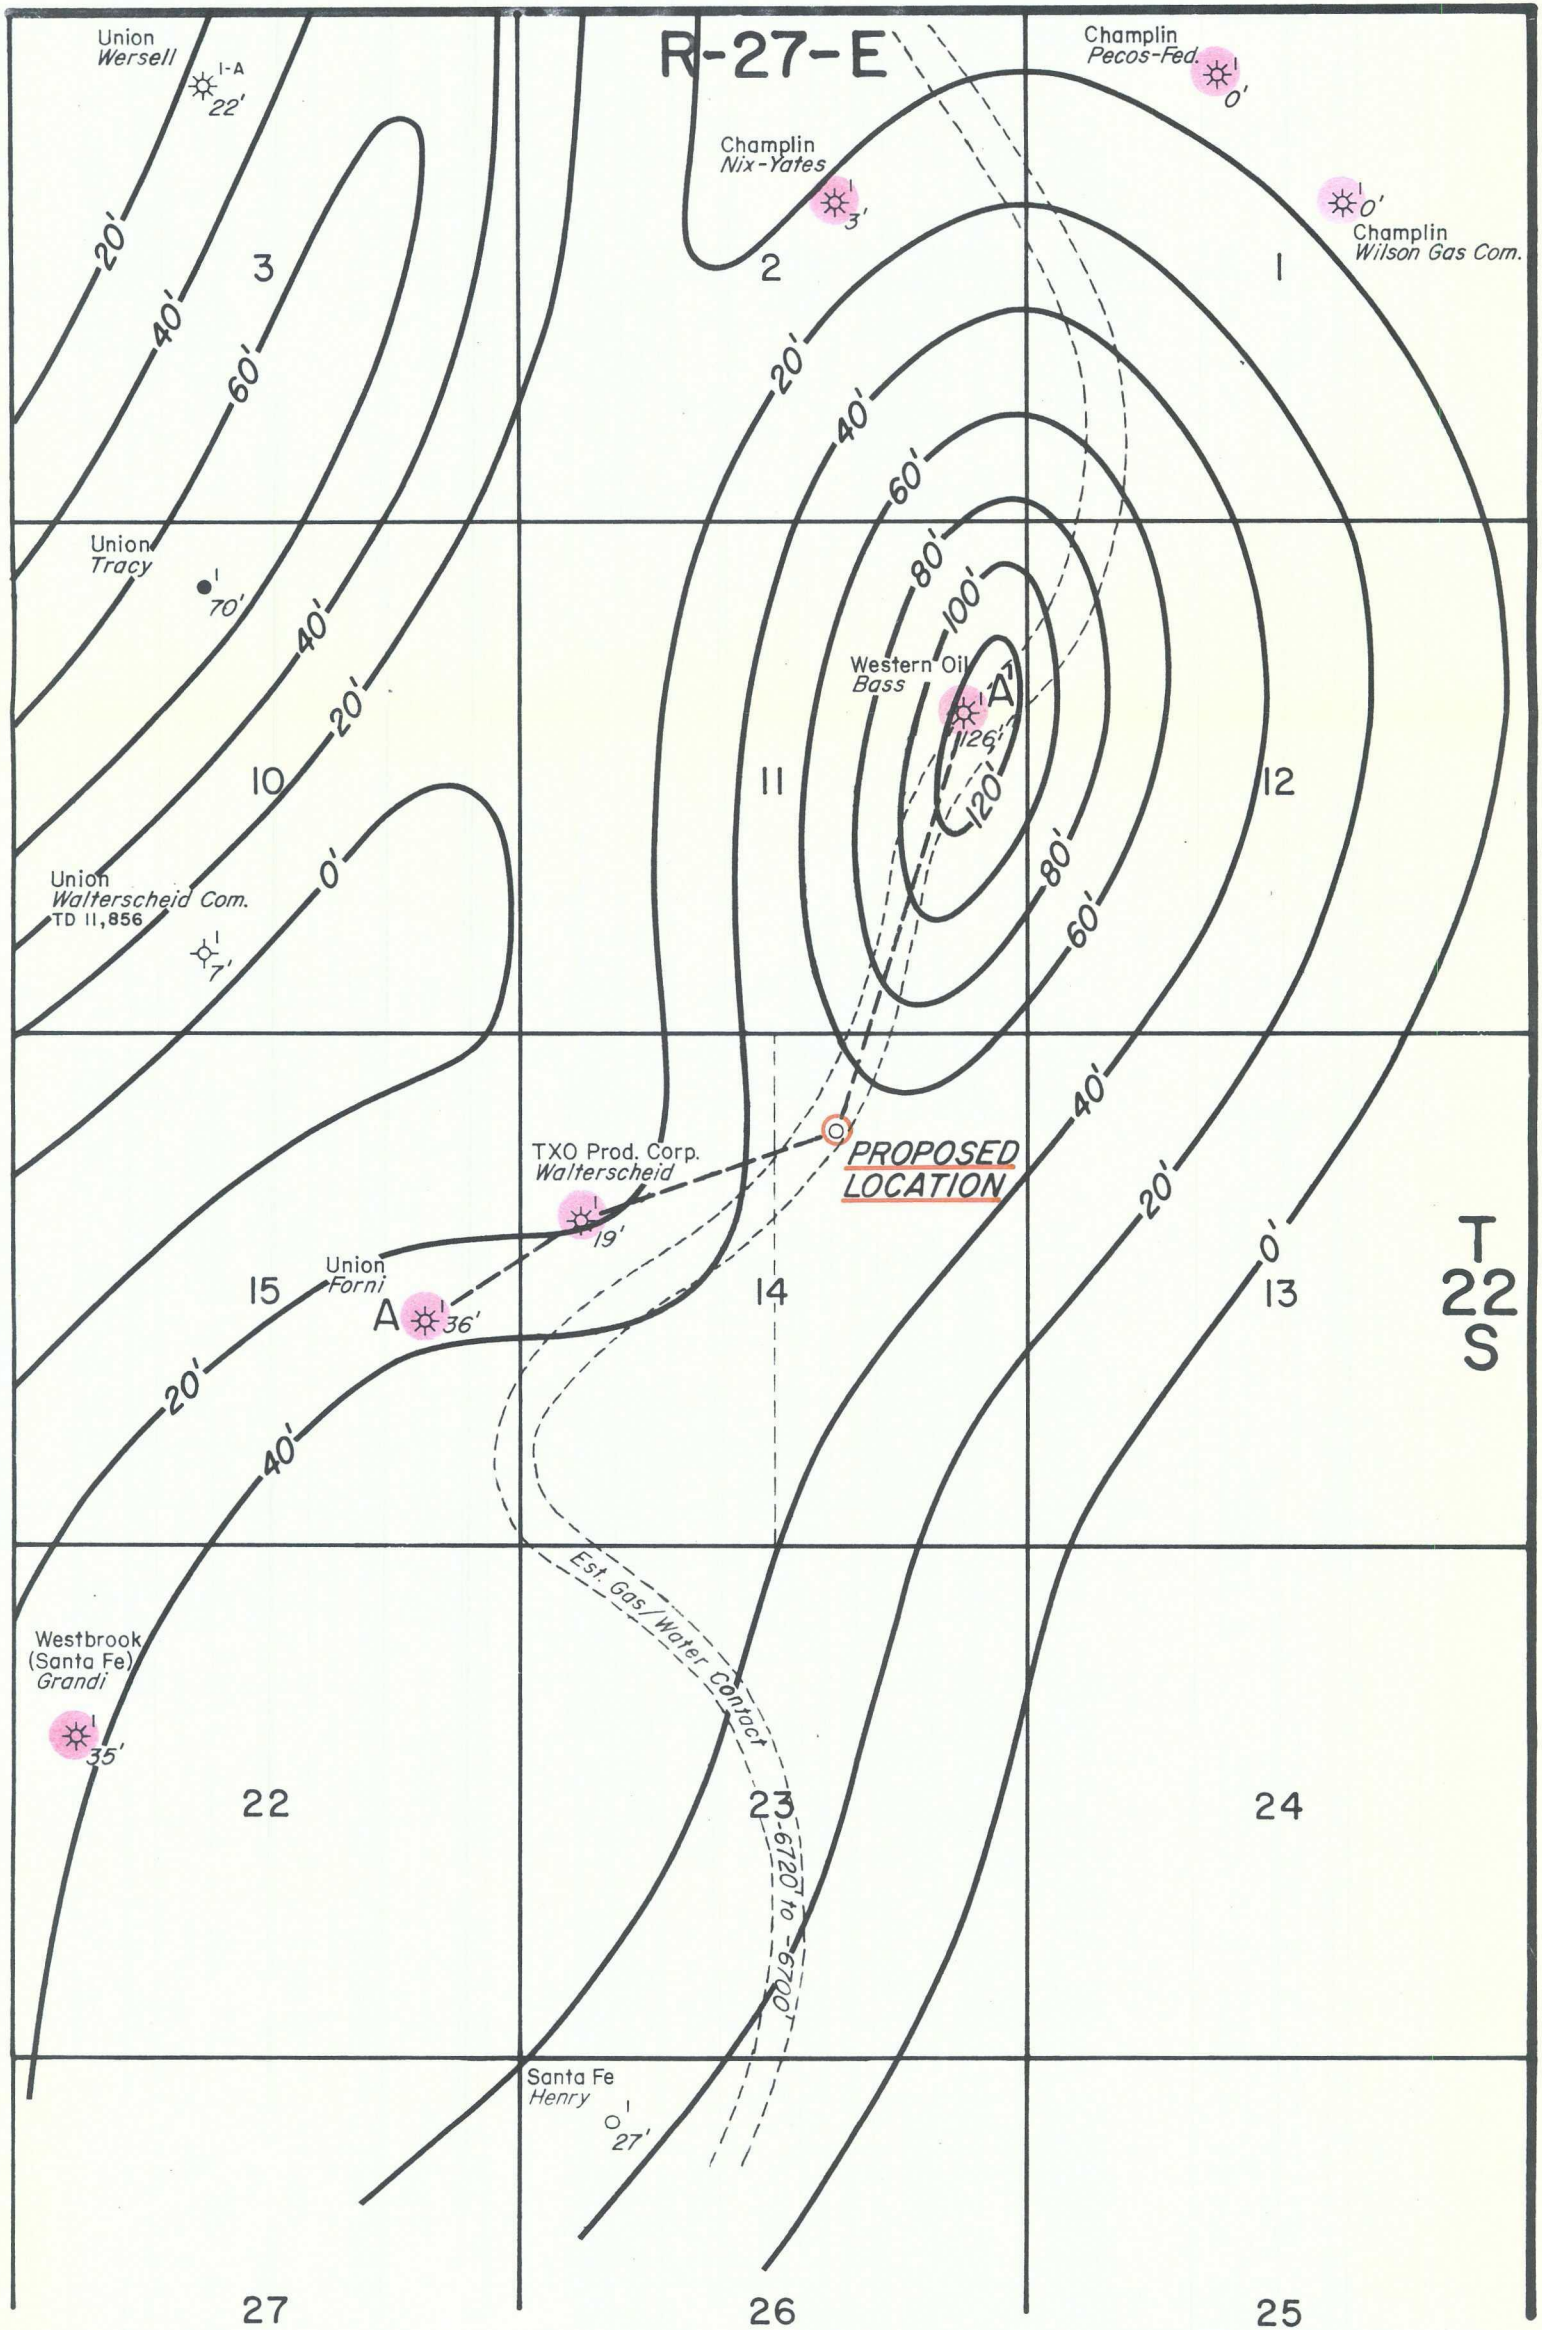 R-27-E
Union
Wersell
1-A
22'
Champlin
Pecos-Fed.
1
0'
Champlin
Nix-Yates
1
3'
1
0'
Champlin
Wilson Gas Com.
20'
40'
60'
3
2
1
20'
40'
60'
80'
100'
Union
Tracy
1
70'
40'
20'
Western Oil
Bass
1
A'
126'
120'
10
11
12
80'
60'
0'
Union
Walterscheid Com.
TD 11,856
1
7'
40'
TXO Prod. Corp.
Walterscheid
1
19'
PROPOSED
LOCATION
20'
0'
Union
Forni
A
1
36'
15
14
13
T
22
S
20'
40'
Est. Gas/Water Contact
-6720' to -6700'
Westbrook
(Santa Fe)
Grandi
1
35'
22
23
24
Santa Fe
Henry
1
27'
27
26
25